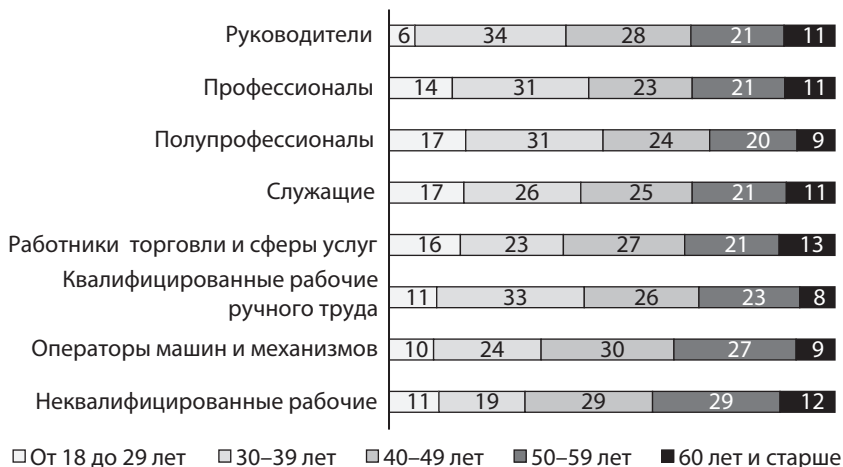 Руководители 6 34 28 21 11
Профессионалы 14 31 23 21 11
Полупрофессионалы 17 31 24 20 9
Служащие 17 26 25 21 11
Работники торговли и сферы услуг 16 23 27 21 13
Квалифицированные рабочие
ручного труда 11 33 26 23 8
Операторы машин и механизмов 10 24 30 27 9
Неквалифицированные рабочие 11 19 29 29 12
От 18 до 29 лет 30–39 лет 40–49 лет 50–59 лет 60 лет и старше